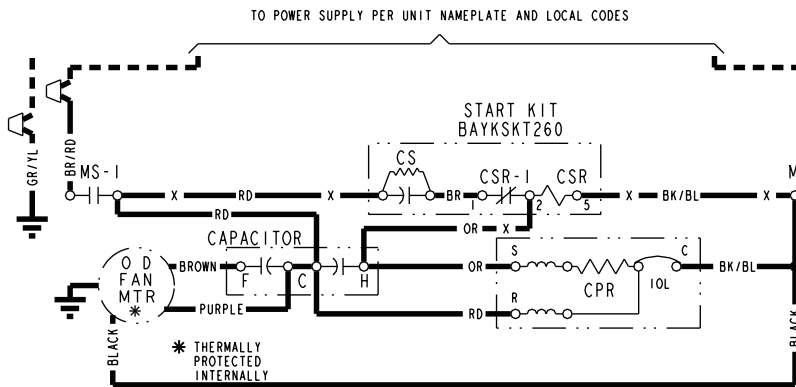 TO POWER SUPPLY PER UNIT NAMEPLATE AND LOCAL CODES
START KIT
BAYKSKT260
GR/YL
BR/RD
MS-1
X RD X
CS
BR
1
CSR-1
2
CSR
5
X BK/BL X
M
RD
OR X
CAPACITOR
BROWN
F
C
H
OR
S
CPR
IOL
C
BK/BL
O D
FAN
MTR
*
PURPLE
RD
R
BLACK
BLACK
* THERMALLY
PROTECTED
INTERNALLY